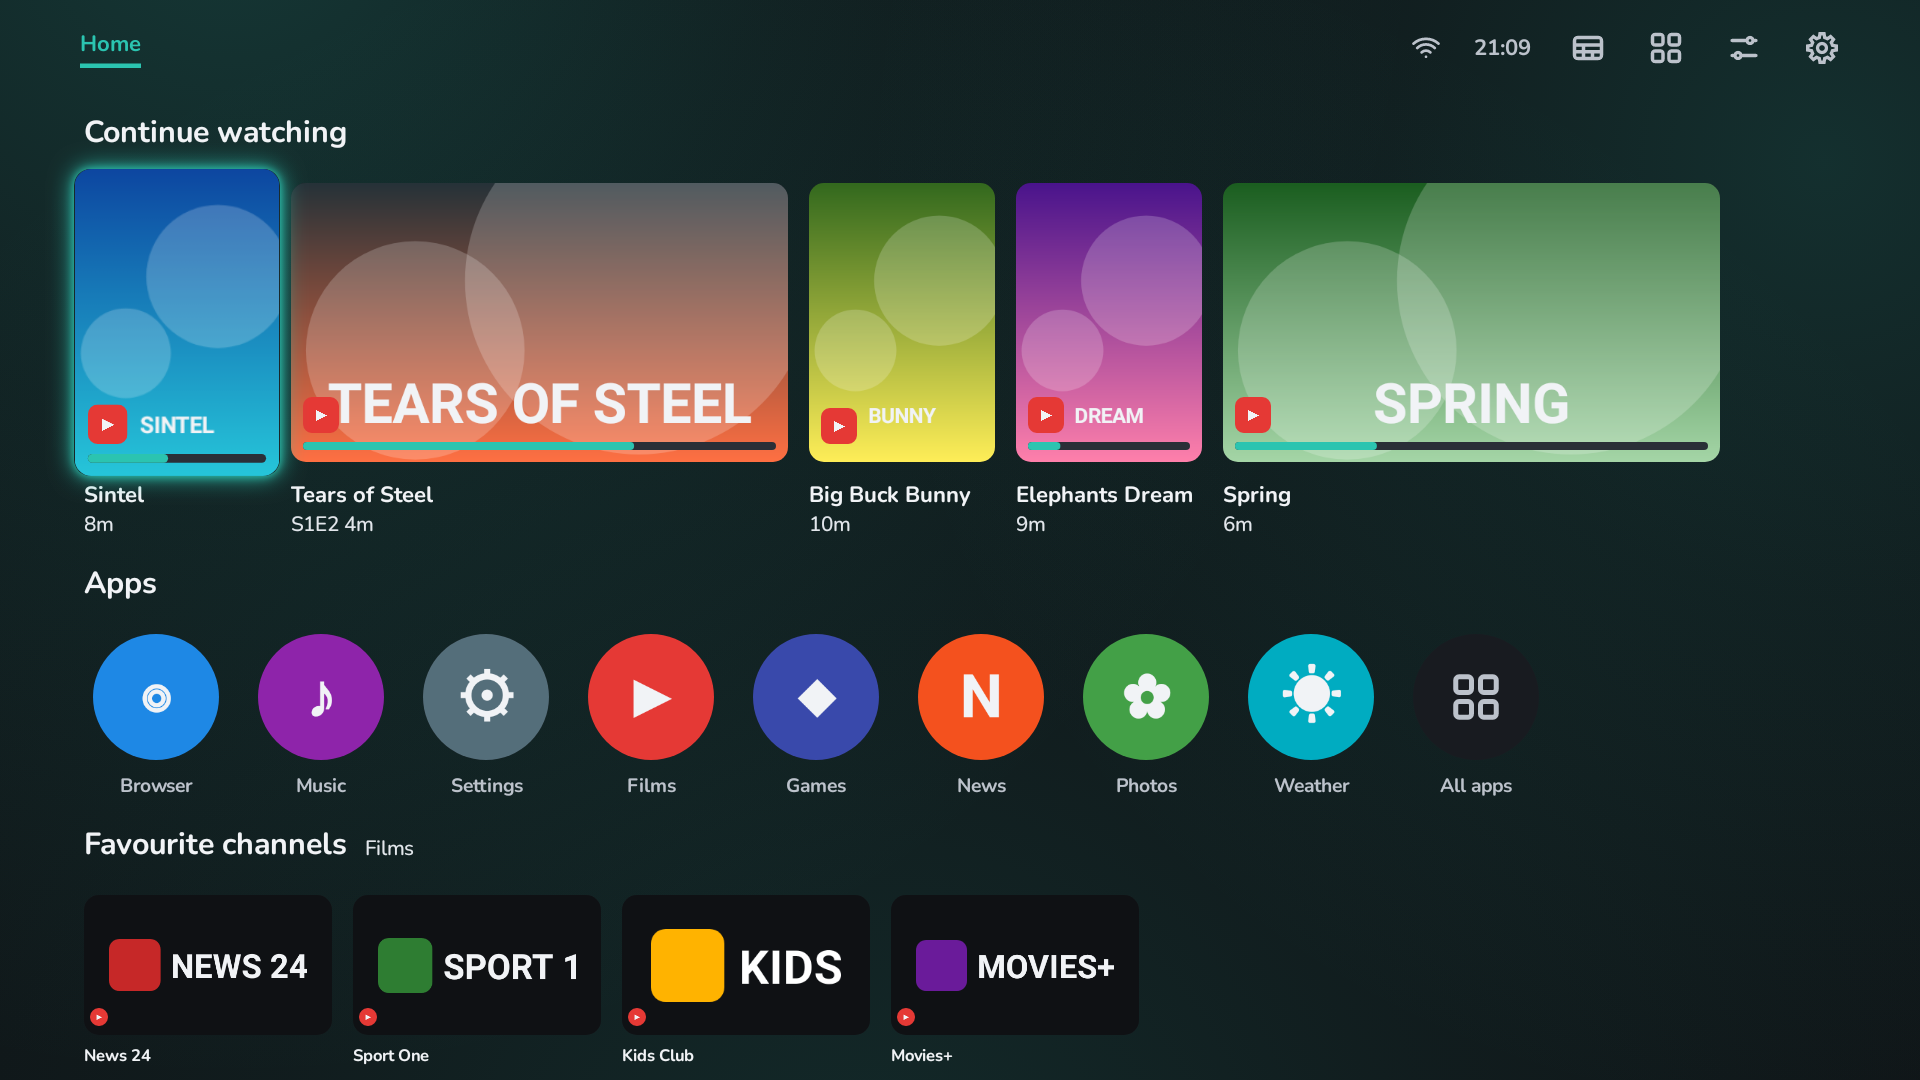 Home
21:09
Continue watching
SINTEL
TEARS OF STEEL
BUNNY
DREAM
SPRING
Sintel
8m
Tears of Steel
S1E2 4m
Big Buck Bunny
10m
Elephants Dream
9m
Spring
6m
Apps
N
Browser
Music
Settings
Films
Games
News
Photos
Weather
All apps
Favourite channels Films
NEWS 24
SPORT 1
KIDS
MOVIES+
News 24
Sport One
Kids Club
Movies+